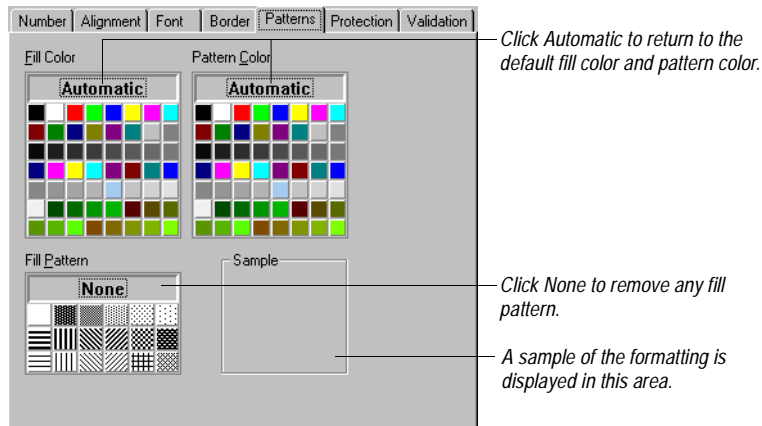 Number Alignment Font Border Patterns Protection Validation
Click Automatic to return to the
default fill color and pattern color.
Fill Color Pattern Color
Automatic Automatic
Fill Pattern Sample
None
Click None to remove any fill
pattern.
A sample of the formatting is
displayed in this area.